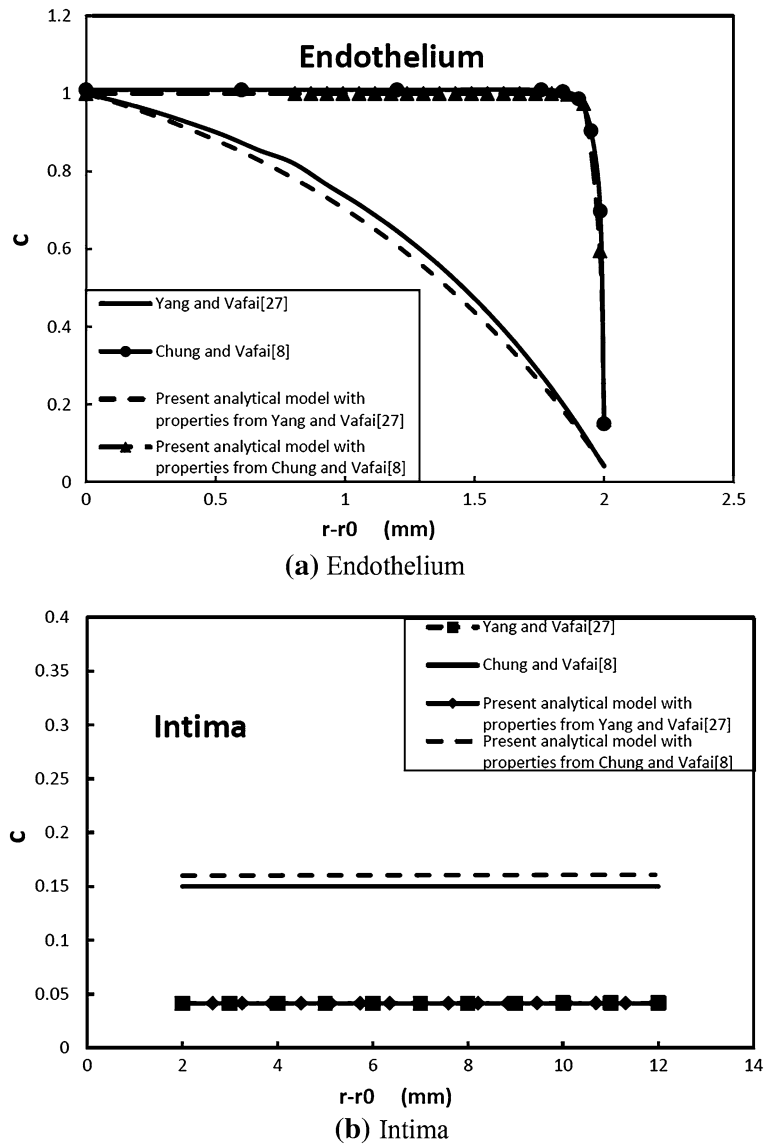 1.2
1
0.8
0.6
0.4
0.2
0
Endothelium
c
Yang and Vafai[27]
Chung and Vafai[8]
Present analytical model with
properties from Yang and Vafai[27]
Present analytical model with
properties from Chung and Vafai[8]
0 0.5 1 1.5 2 2.5
r-r0 (mm)
(a) Endothelium
0.4
0.35
0.3
0.25
0.2
0.15
0.1
0.05
0
Intima
c
Yang and Vafai[27]
Chung and Vafai[8]
Present analytical model with
properties from Yang and Vafai[27]
Present analytical model with
properties from Chung and Vafai[8]
0 2 4 6 8 10 12 14
r-r0 (mm)
(b) Intima